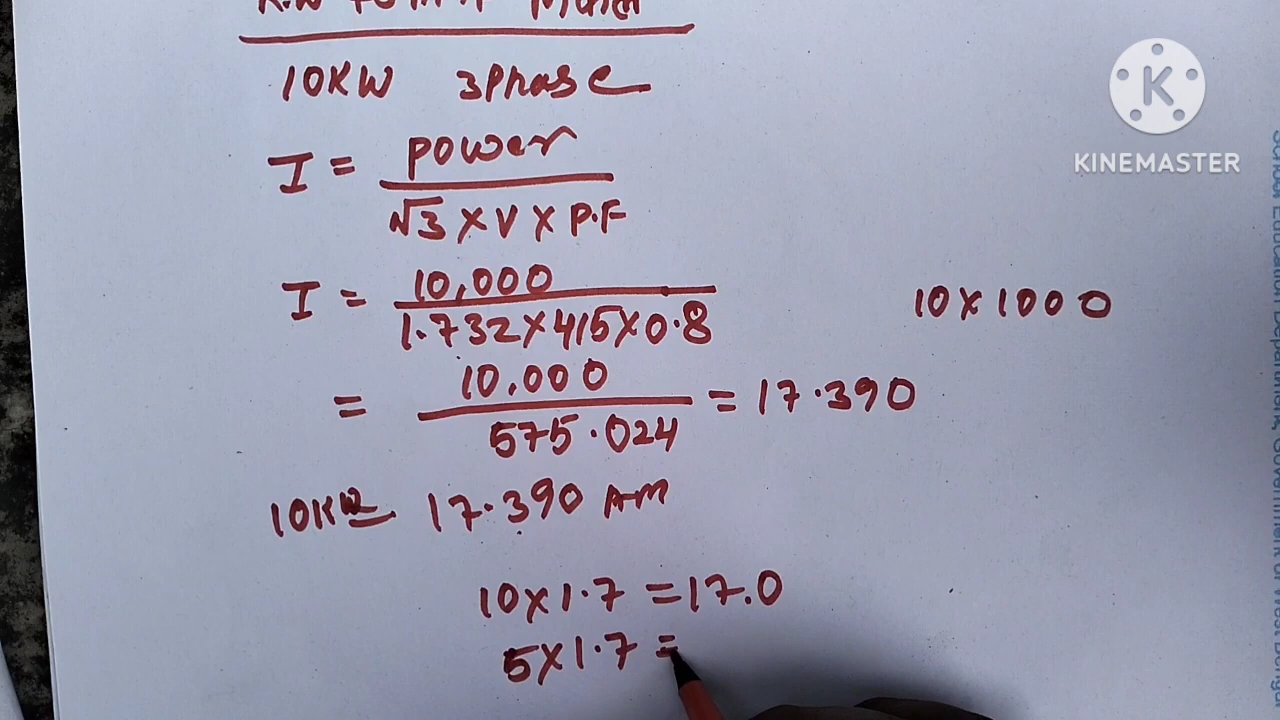 10KW 3Phase
I = power
√3 × V × P.F
I = 10,000
1.732×415×0.8
10×1000
= 10,000
575.024
= 17.390
10KW 17.390 AM
10×1.7 =17.0
5×1.7 =
K
KINEMASTER